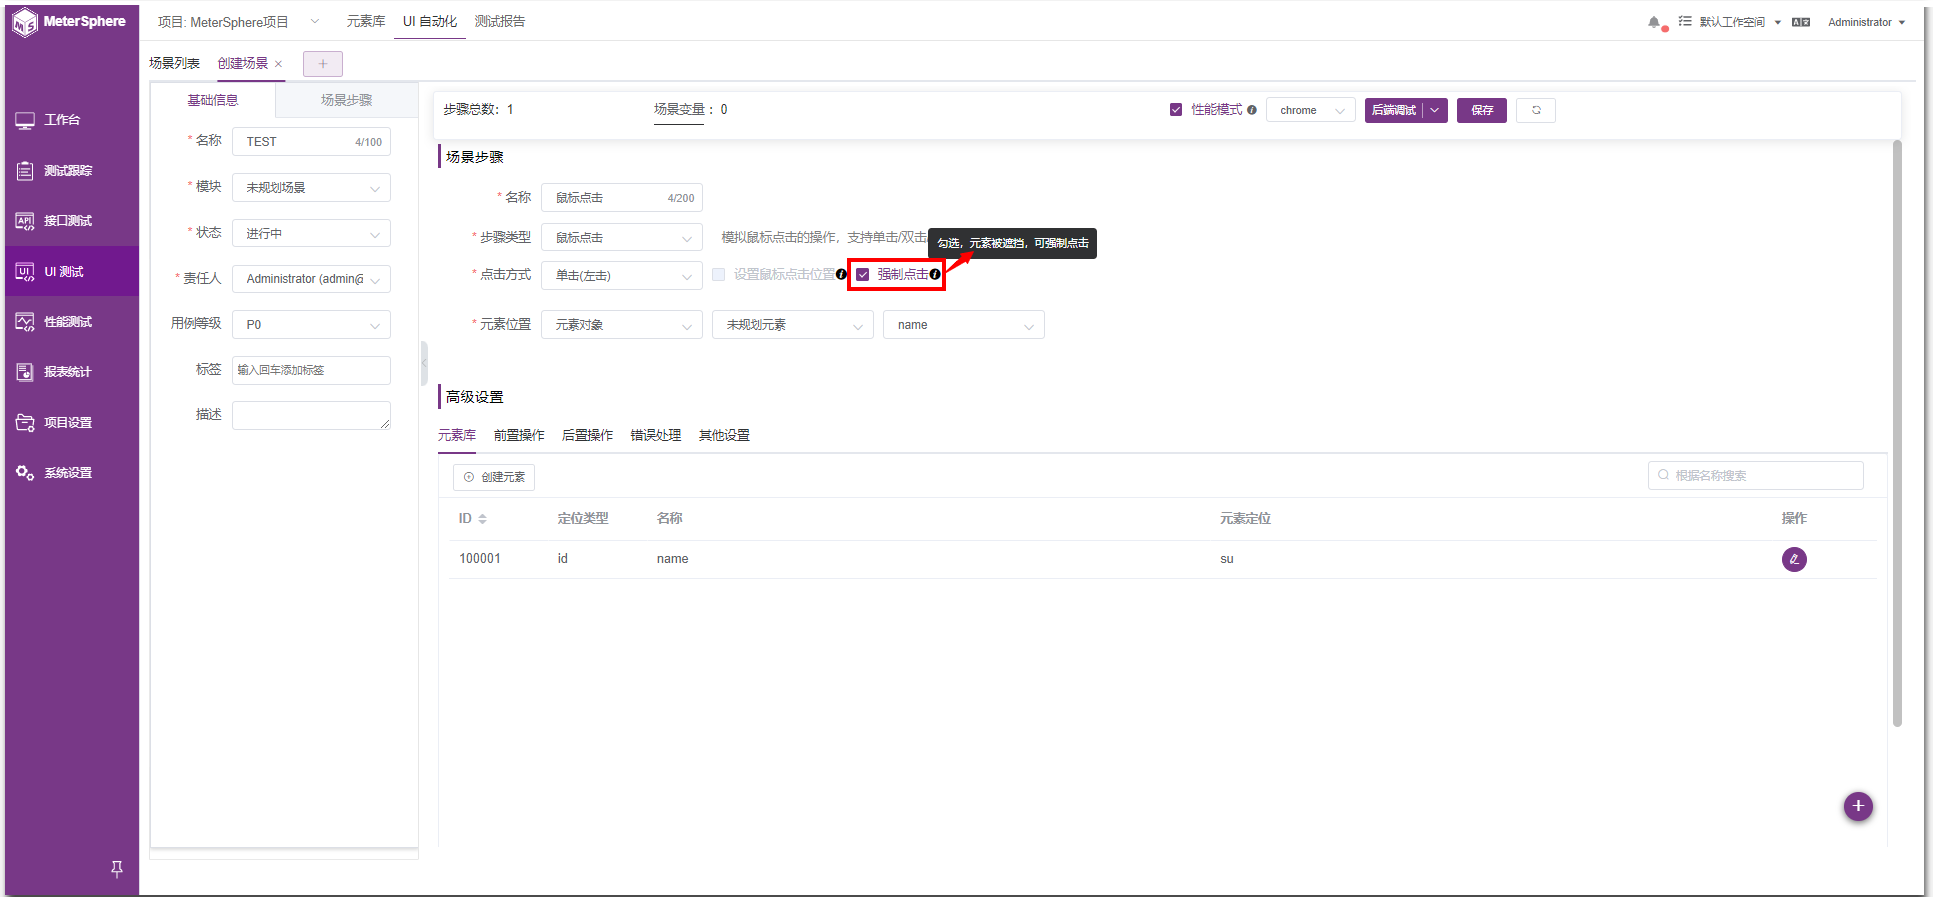 MeterSphere
项目: MeterSphere项目
元素库
UI 自动化
测试报告
默认工作空间
Administrator
场景列表
创建场景
工作台
测试跟踪
接口测试
UI 测试
性能测试
报表统计
项目设置
系统设置
基础信息
场景步骤
* 名称
TEST
4/100
* 模块
未规划场景
* 状态
进行中
* 责任人
Administrator (admin@
用例等级
P0
标签
输入回车添加标签
描述
步骤总数：1
场景变量：0
性能模式
chrome
后端调试
保存
场景步骤
* 名称
鼠标点击
4/200
* 步骤类型
鼠标点击
模拟鼠标点击的操作，支持单击/双击
勾选，元素被遮挡，可强制点击
* 点击方式
单击(左击)
设置鼠标点击位置
强制点击
* 元素位置
元素对象
未规划元素
name
高级设置
元素库
前置操作
后置操作
错误处理
其他设置
创建元素
根据名称搜索
ID
定位类型
名称
元素定位
操作
100001
id
name
su